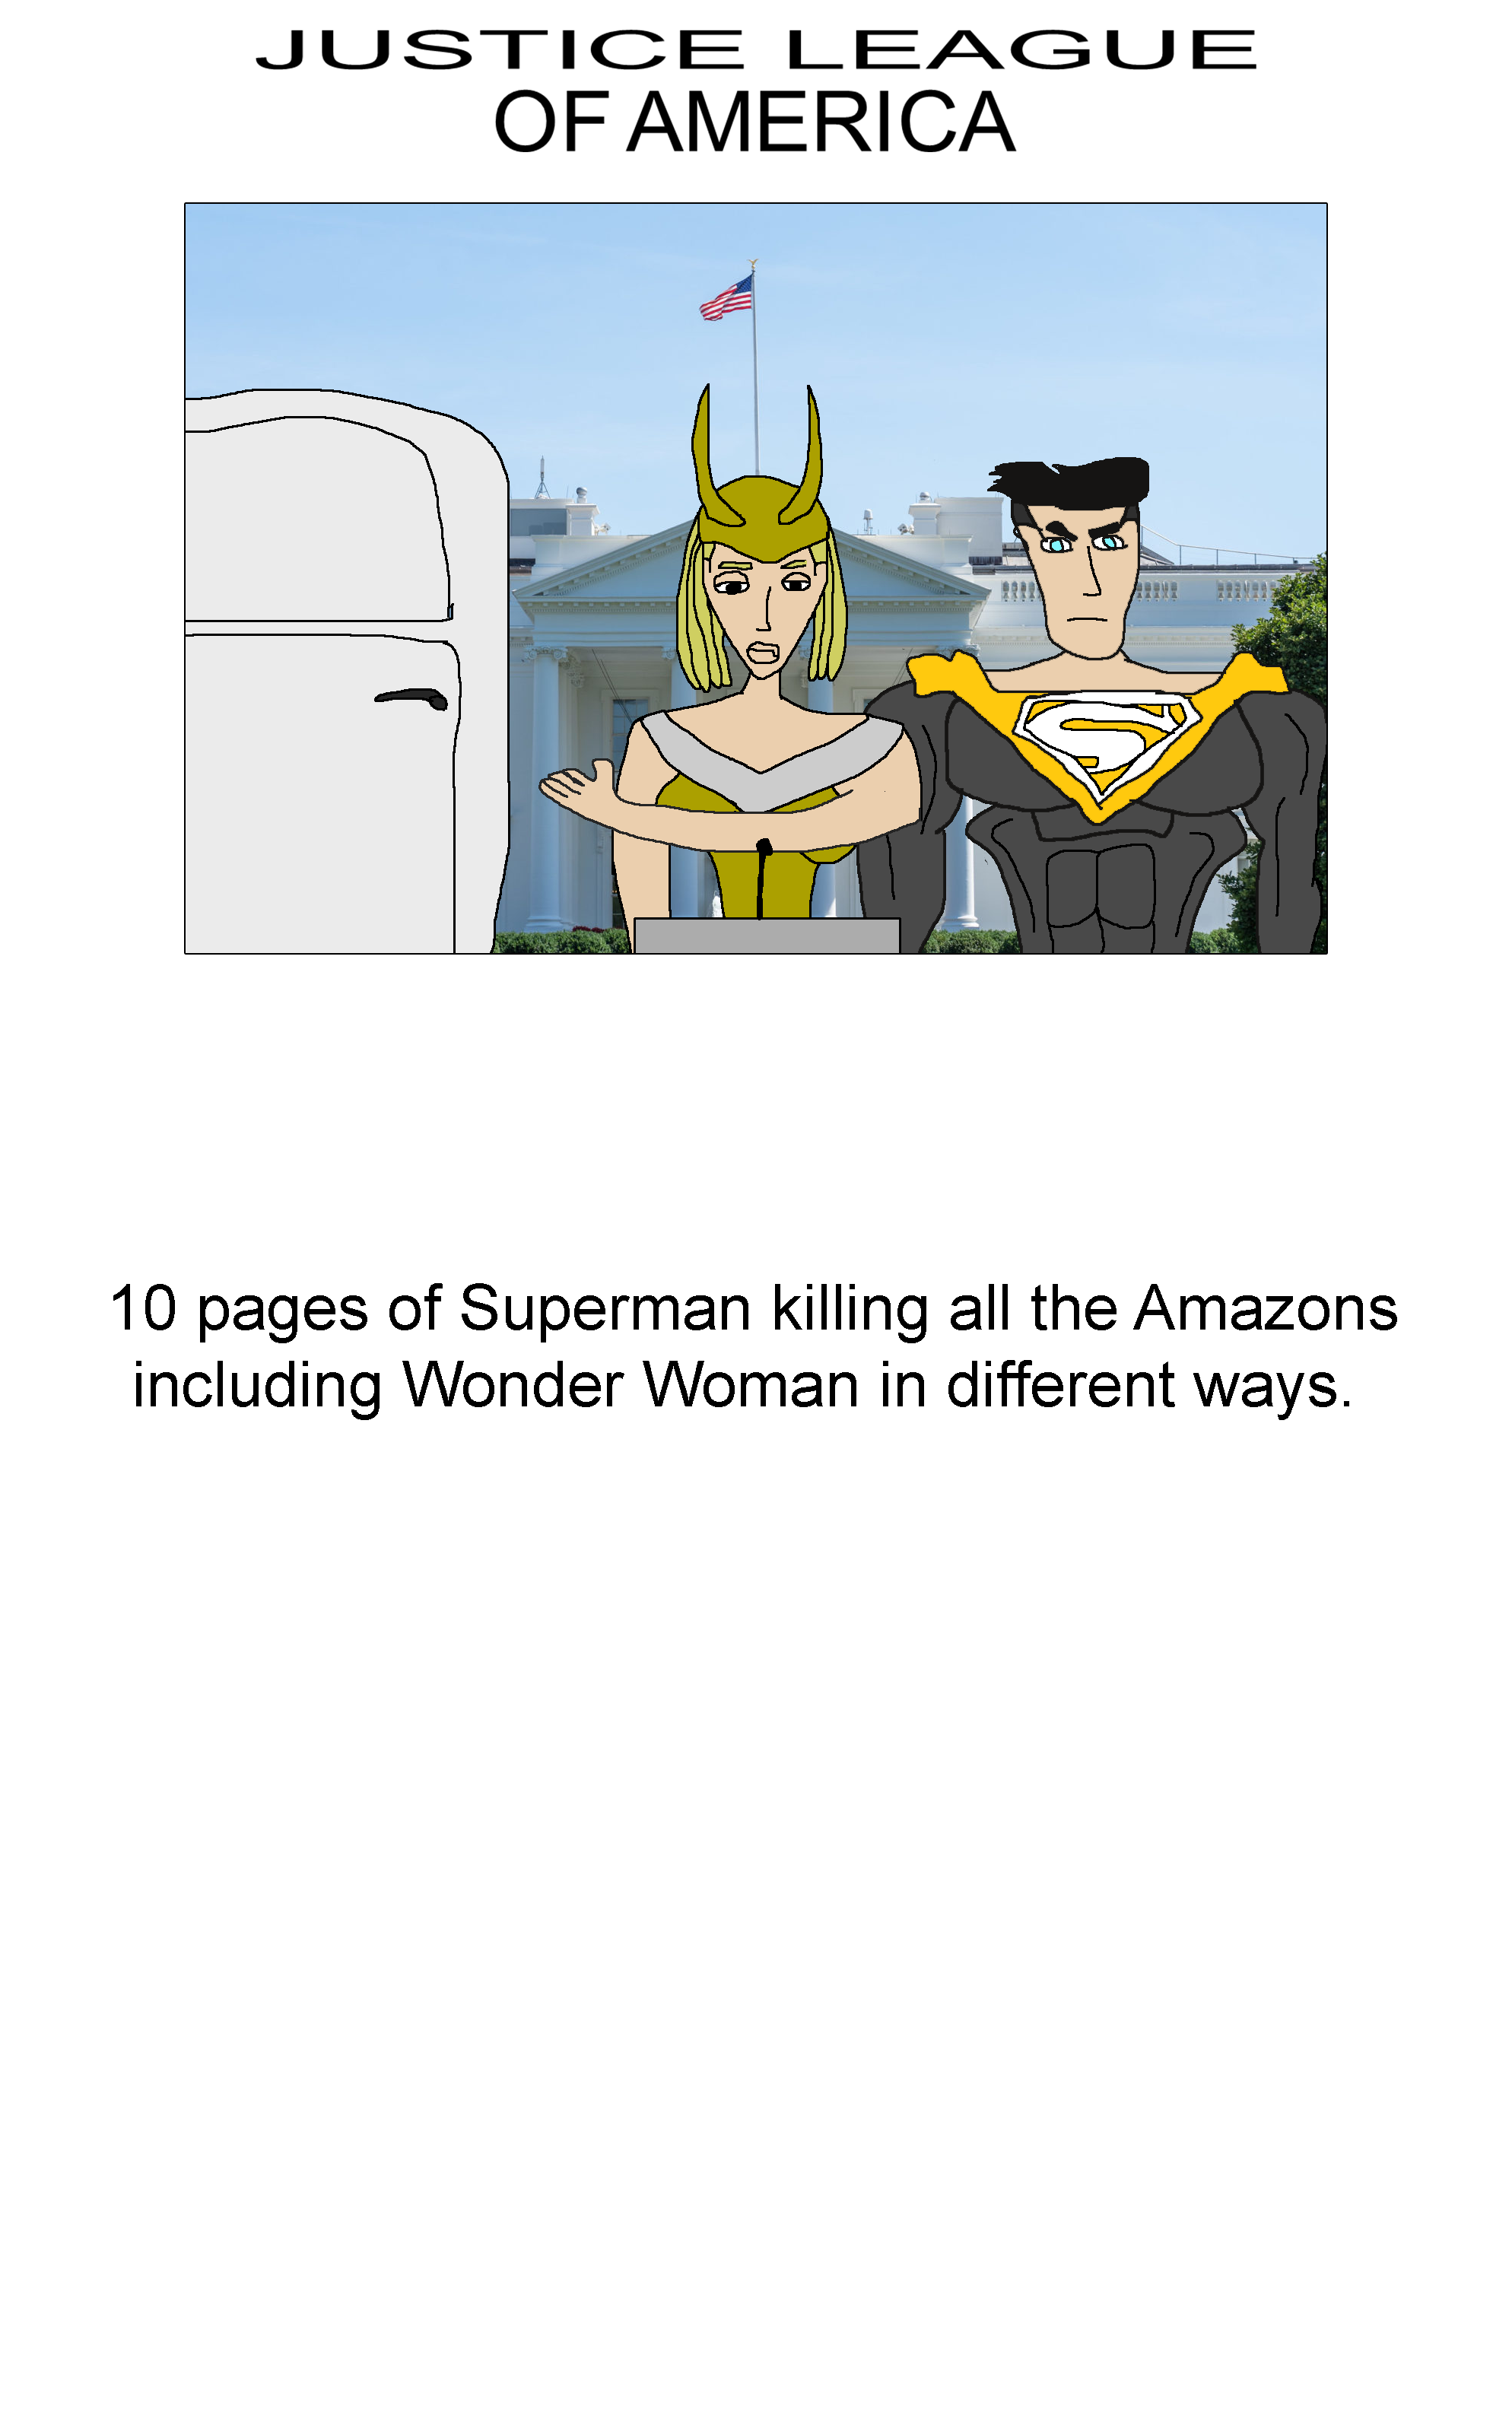 JUSTICE LEAGUE
OF AMERICA
10 pages of Superman killing all the Amazons
including Wonder Woman in different ways.